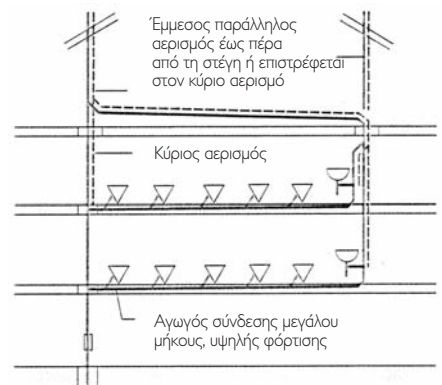 Έμμεσος παράλληλος
αερισμός έως πέρα
από τη στέγη ή επιστρέφεται
στον κύριο αερισμό
Κύριος αερισμός
Αγωγός σύνδεσης μεγάλου
μήκους, υψηλής φόρτισης